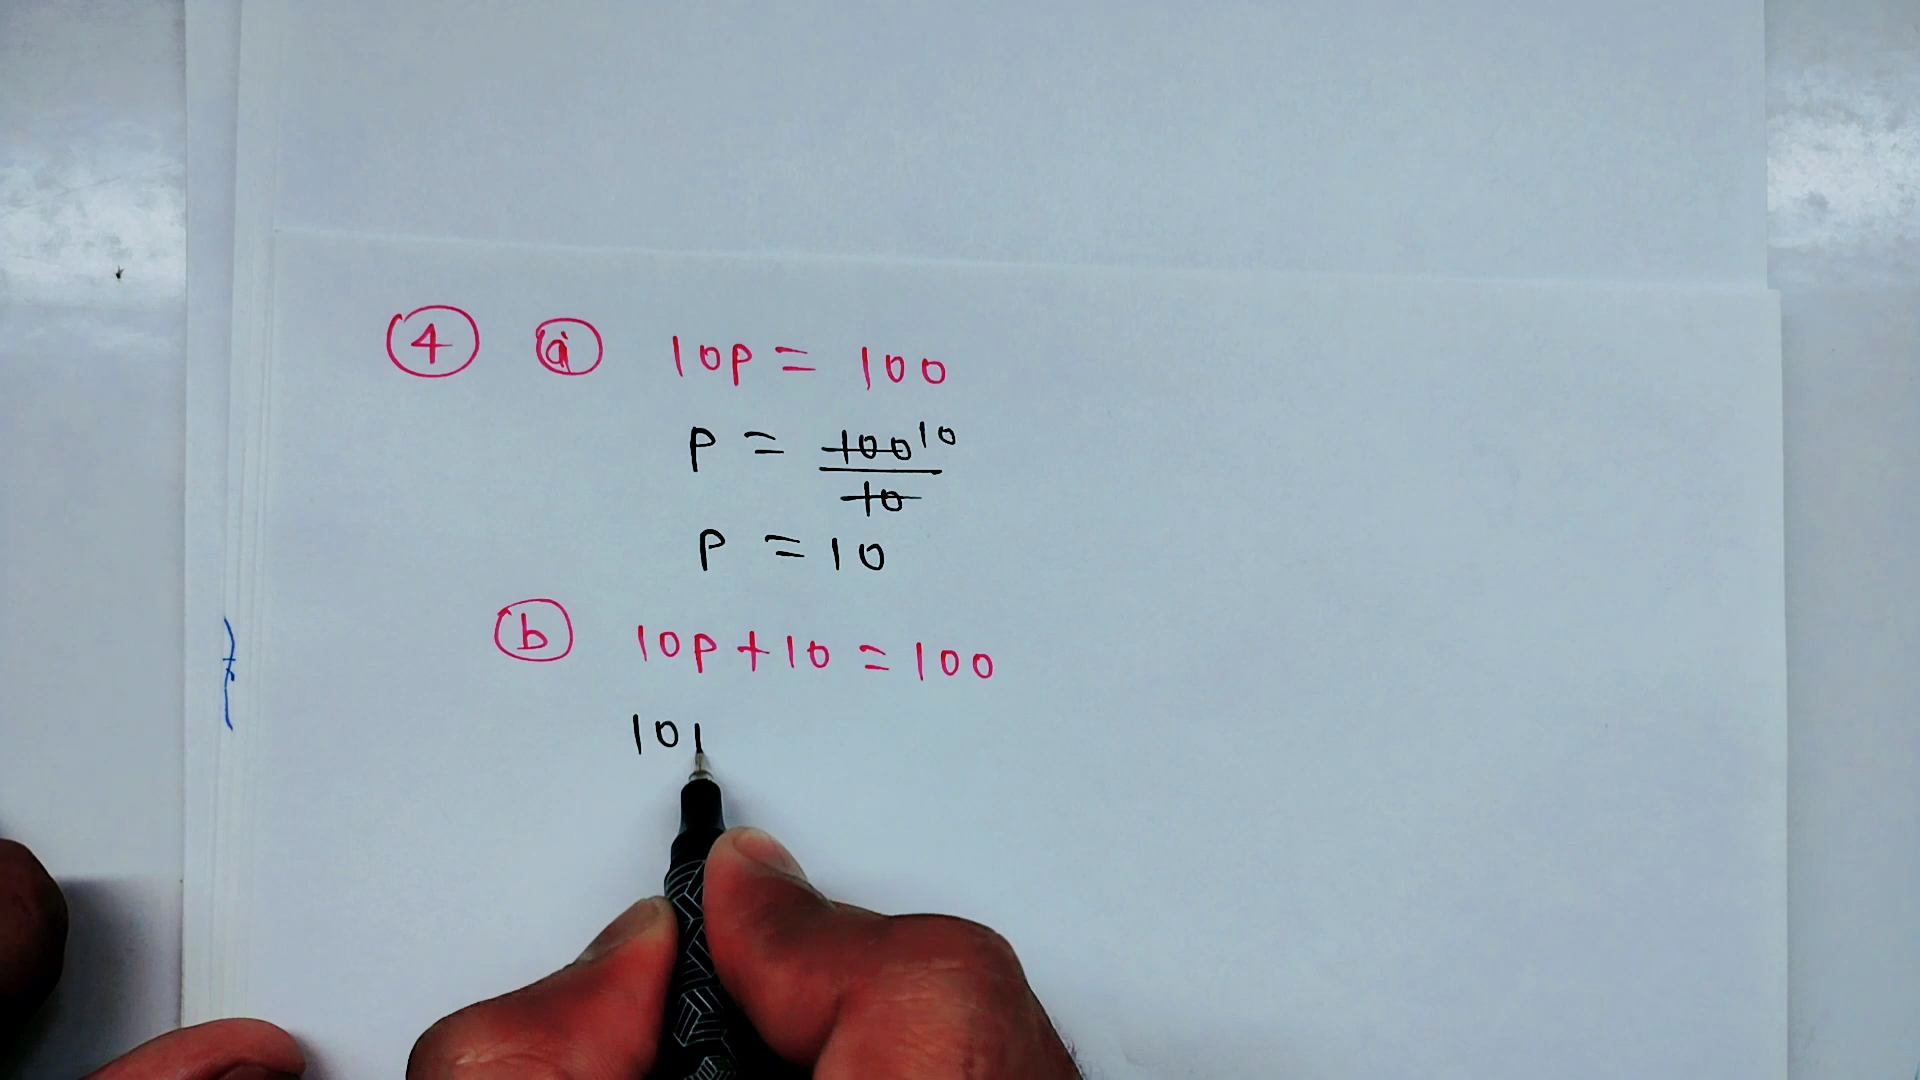 4 a 10p = 100
p = 100 10
10
p = 10
b 10p + 10 = 100
10